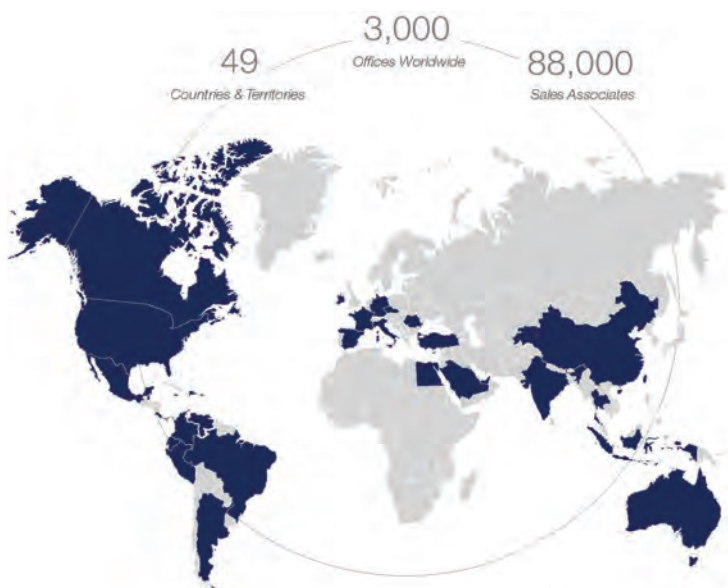 3,000
Offices Worldwide
49
Countries & Territories
88,000
Sales Associates